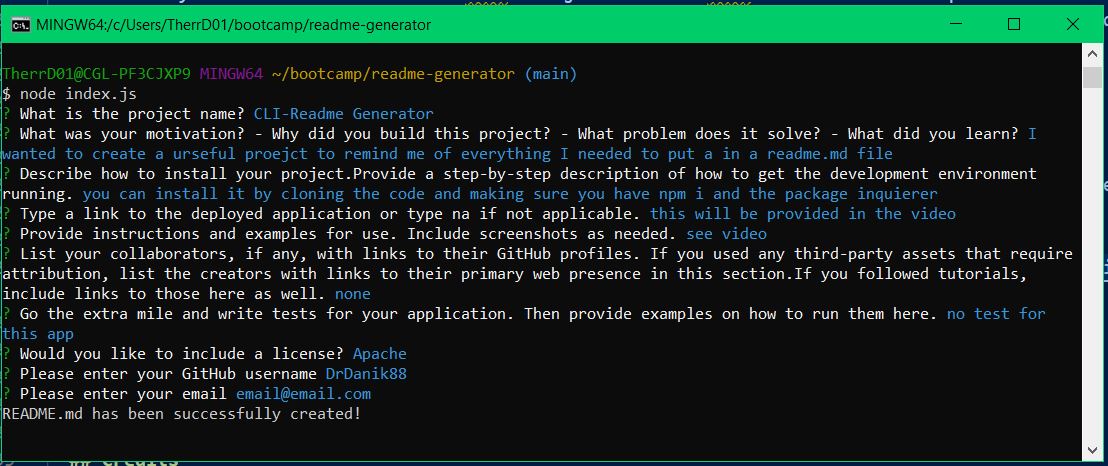 MINGW64:/c/Users/TherrD01/bootcamp/readme-generator
TherrD01@CGL-PF3CJXP9 MINGW64 ~/bootcamp/readme-generator (main)
$ node index.js
? What is the project name? CLI-Readme Generator
? What was your motivation? - Why did you build this project? - What problem does it solve? - What did you learn? I
wanted to create a urseful proejct to remind me of everything I needed to put a in a readme.md file
? Describe how to install your project.Provide a step-by-step description of how to get the development environment
running. you can install it by cloning the code and making sure you have npm i and the package inquierer
? Type a link to the deployed application or type na if not applicable. this will be provided in the video
? Provide instructions and examples for use. Include screenshots as needed. see video
? List your collaborators, if any, with links to their GitHub profiles. If you used any third-party assets that require
attribution, list the creators with links to their primary web presence in this section.If you followed tutorials,
include links to those here as well. none
? Go the extra mile and write tests for your application. Then provide examples on how to run them here. no test for
this app
? Would you like to include a license? Apache
? Please enter your GitHub username DrDanik88
? Please enter your email email@email.com
README.md has been successfully created!